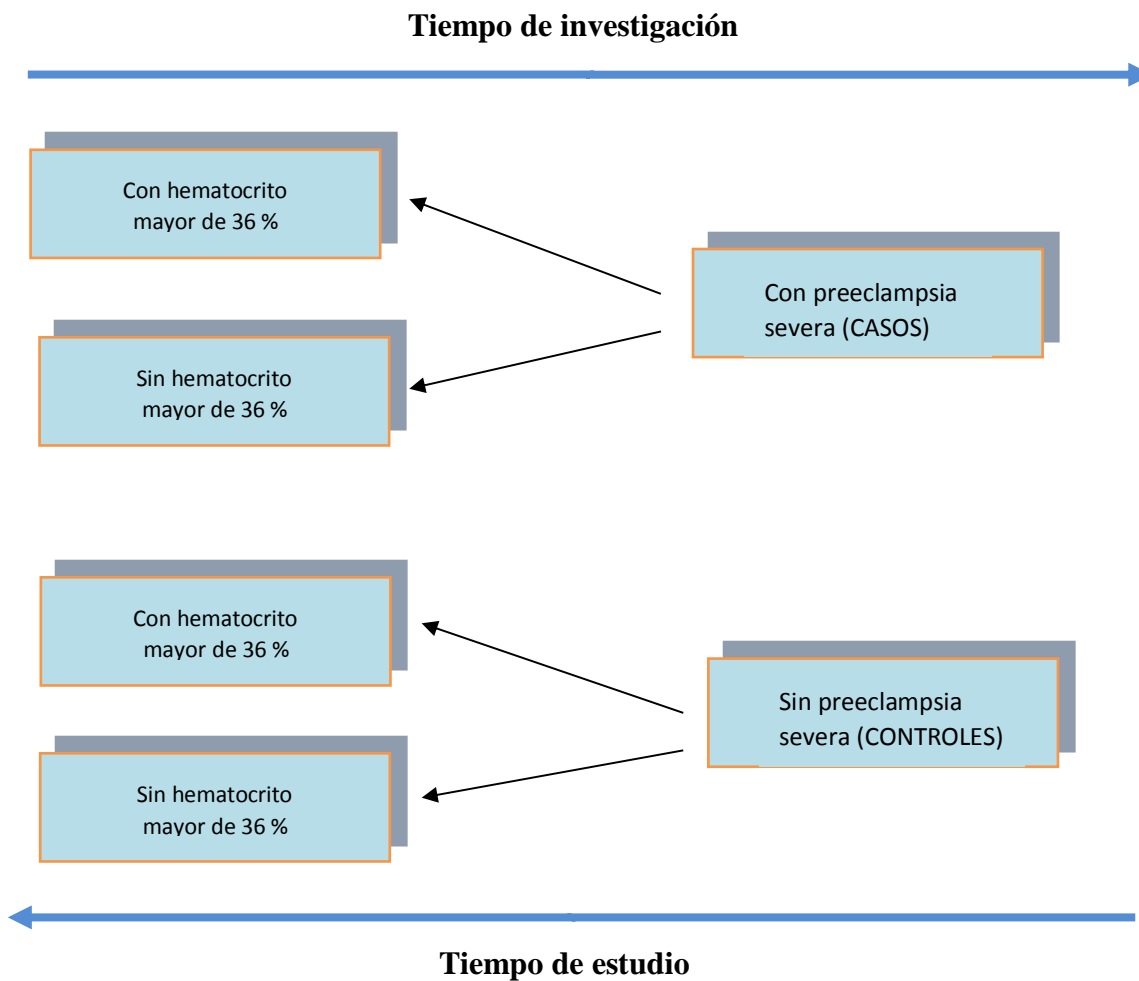 Tiempo de investigación
Con hematocrito
mayor de 36 %
Con preeclampsia
severa (CASOS)
Sin hematocrito
mayor de 36 %
Con hematocrito
mayor de 36 %
Sin preeclampsia
severa (CONTROLES)
Sin hematocrito
mayor de 36 %
Tiempo de estudio